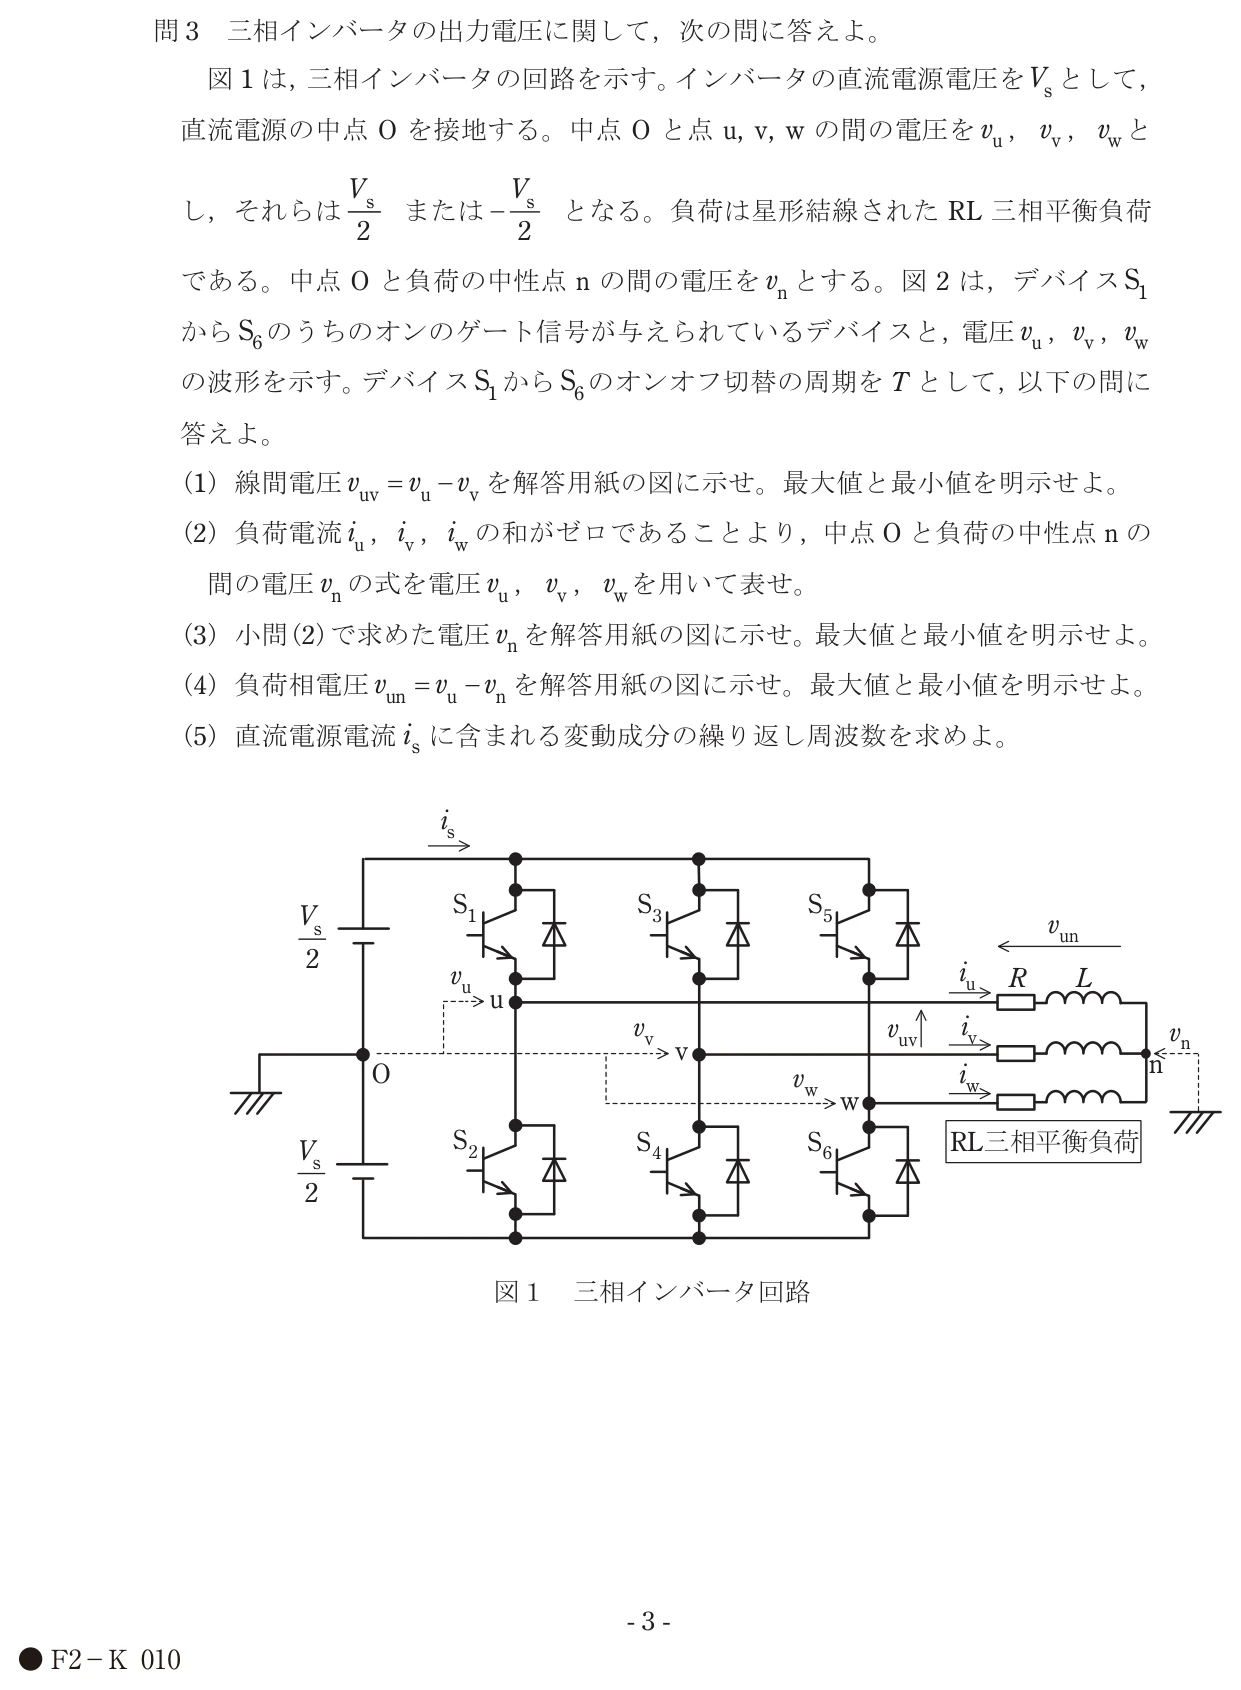 問3 三相インバータの出力電圧に関して，次の問に答えよ。
図1は，三相インバータの回路を示す。インバータの直流電源電圧をVsとして，
直流電源の中点 O を接地する。中点 O と点 u, v, w の間の電圧をvu，vv，vwと
し，それらは Vs/2 または −Vs/2 となる。負荷は星形結線された RL 三相平衡負荷
である。中点 O と負荷の中性点 n の間の電圧をvnとする。図2は，デバイスS1
からS6のうちのオンのゲート信号が与えられているデバイスと，電圧vu，vv，vw
の波形を示す。デバイスS1からS6のオンオフ切替の周期を T として，以下の問に
答えよ。
(1) 線間電圧vuv＝vu−vvを解答用紙の図に示せ。最大値と最小値を明示せよ。
(2) 負荷電流iu，iv，iwの和がゼロであることより，中点 O と負荷の中性点 n の
間の電圧vnの式を電圧vu，vv，vwを用いて表せ。
(3) 小問(2)で求めた電圧vnを解答用紙の図に示せ。最大値と最小値を明示せよ。
(4) 負荷相電圧vun＝vu−vnを解答用紙の図に示せ。最大値と最小値を明示せよ。
(5) 直流電源電流isに含まれる変動成分の繰り返し周波数を求めよ。
is
S1
S3
S5
Vs/2
vun
vu
u
iu
R
L
vv
v
vuv
iv
vn
O
vw
w
iw
n
S2
S4
S6
RL三相平衡負荷
Vs/2
図1 三相インバータ回路
- 3 -
● F2－K 010